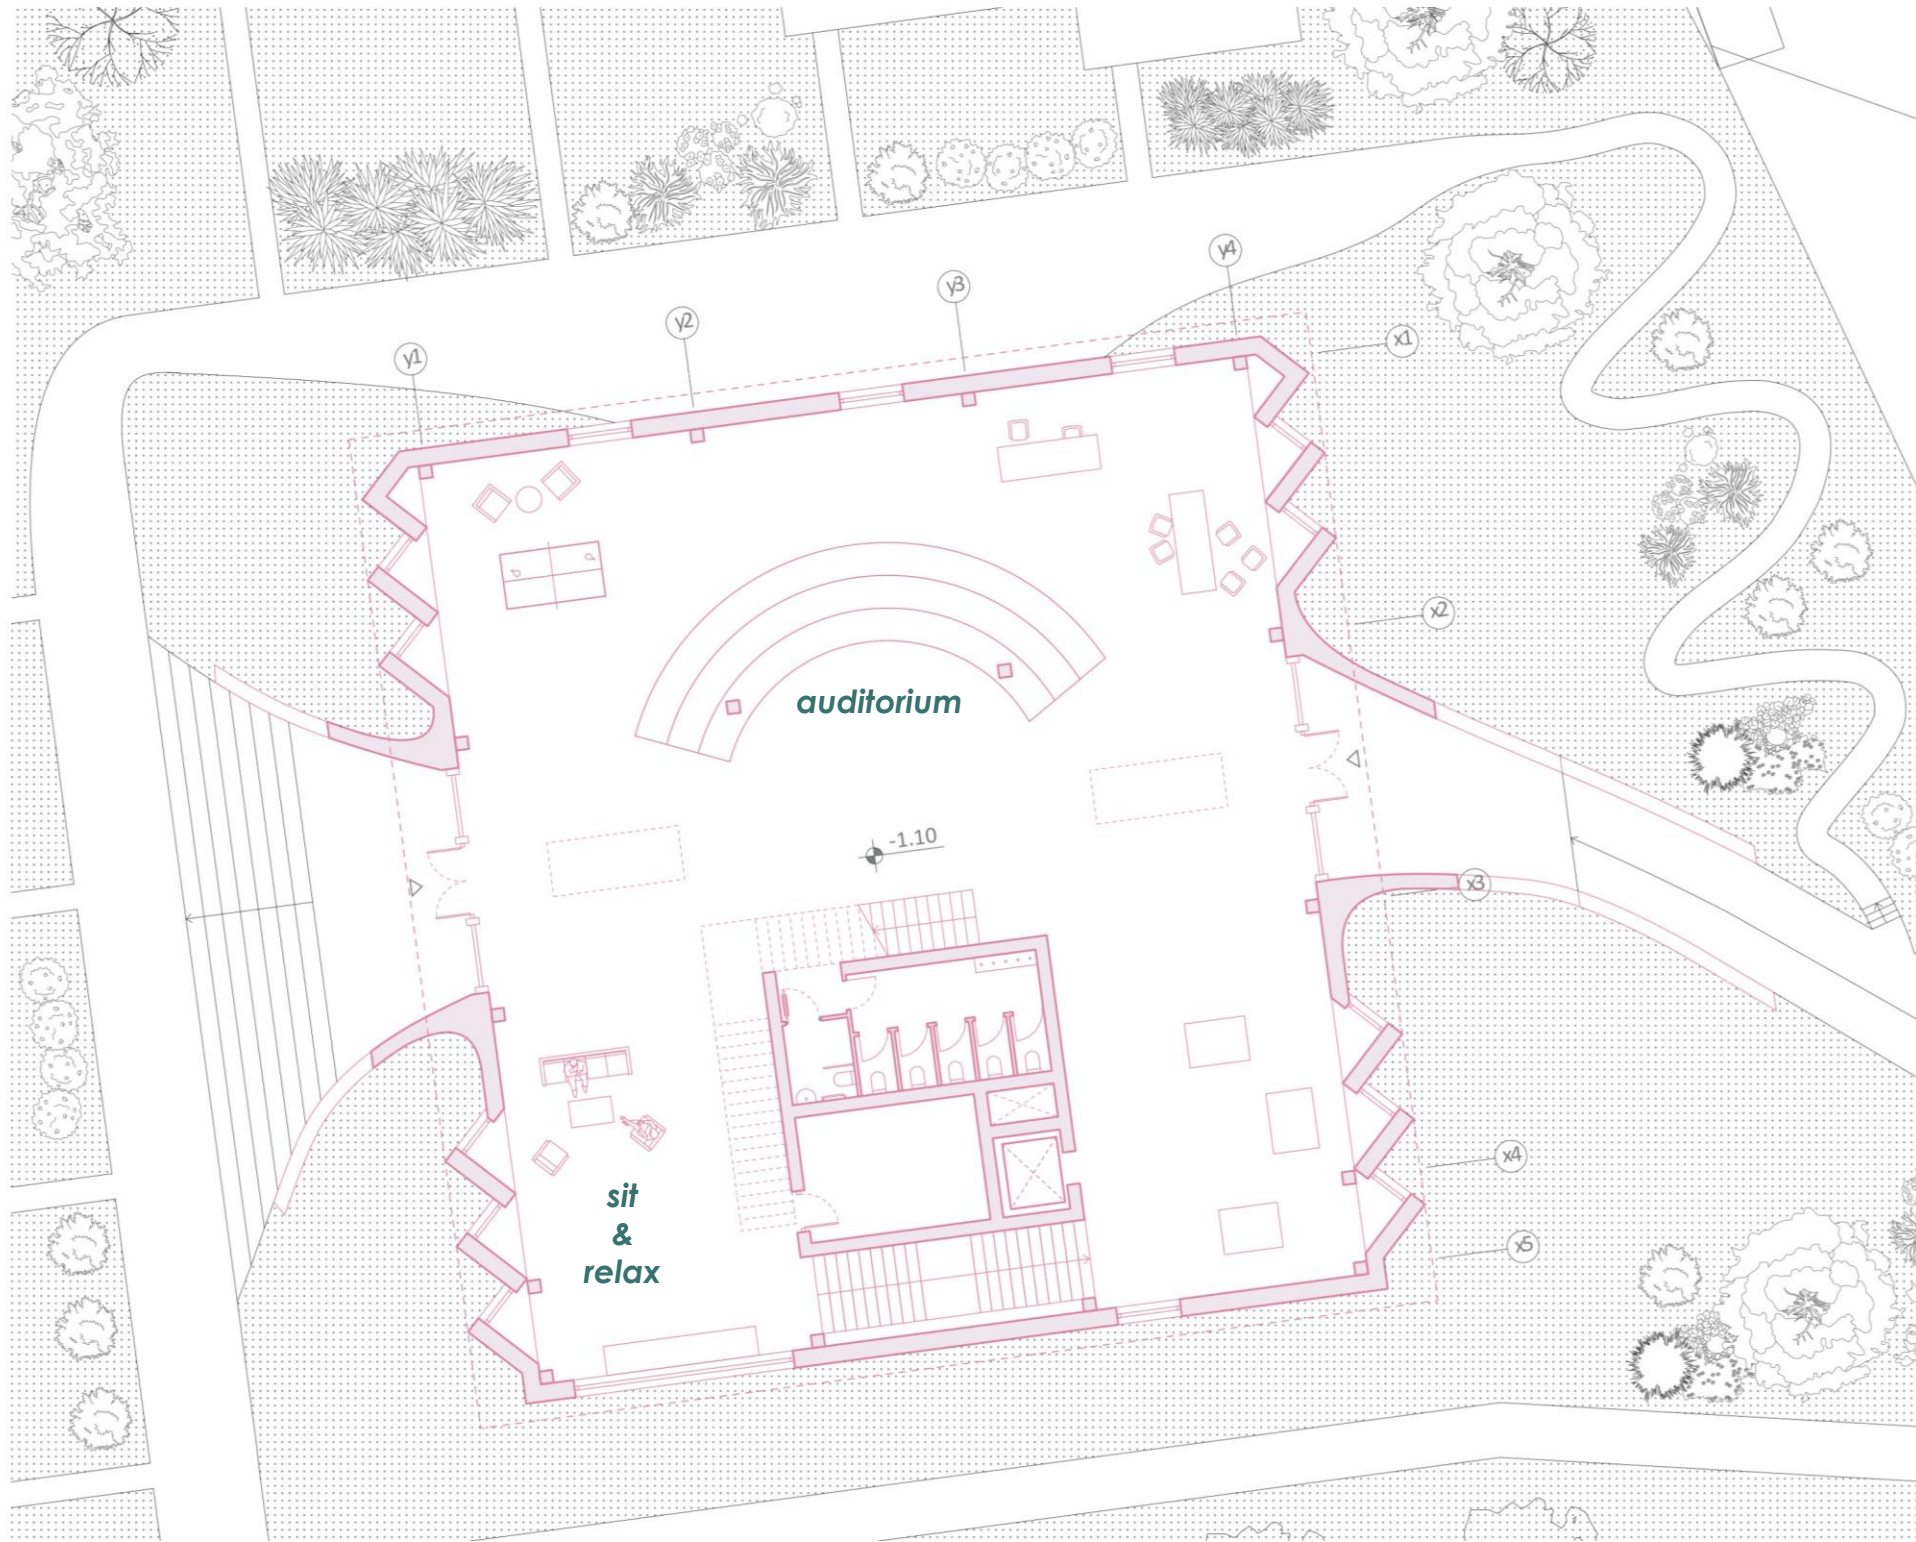 y4
y3
x1
y2
y1
x2
auditorium
-1.10
x3
x4
sit
&
relax
x5